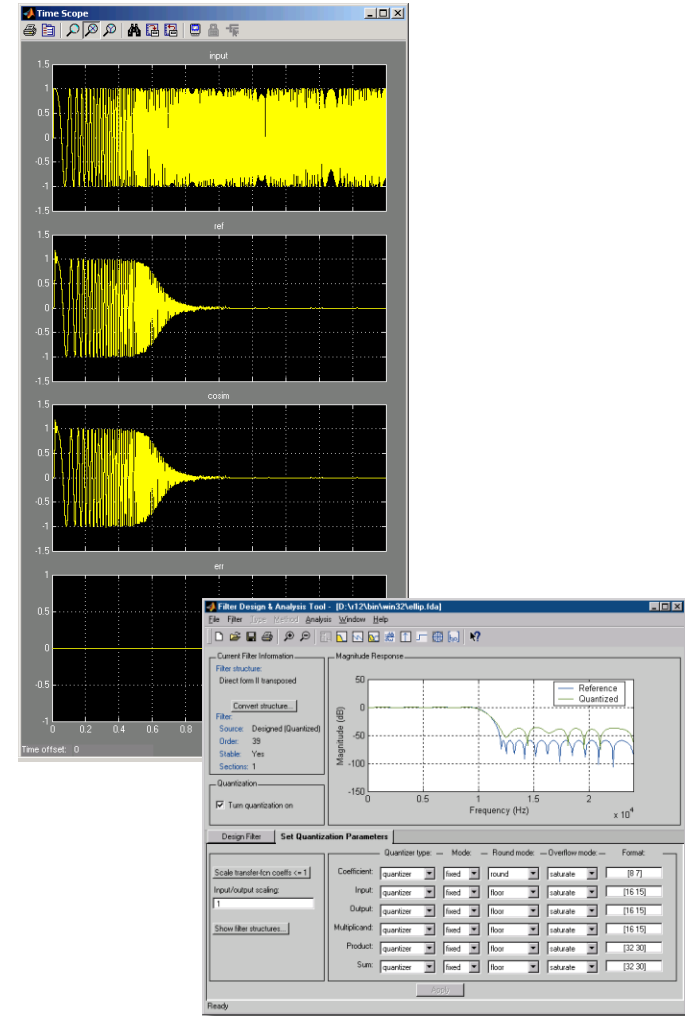 Time Scope
input
1.5
1
0.5
0
-0.5
-1
-1.5
ref
1.5
1
0.5
0
-0.5
-1
-1.5
cosim
1.5
1
0.5
0
-0.5
-1
-1.5
0 0.2 0.4 0.6 0.8
err
1
0.5
0
-0.5
-1
0 0.2 0.4 0.6 0.8
Time offset: 0
Filter Design & Analysis Tool - [D:\r12\bin\win32\ellip.fda]
File Filter Type Method Analysis Window Help
Current Filter Information
Filter structure:
Direct form II transposed
Convert structure...
Filter:
Source: Designed (Quantized)
Order: 39
Stable: Yes
Sections: 1
Quantization
Turn quantization on
Magnitude Response
Reference
Quantized
Magnitude (dB)
50
0
-50
-100
-150
0 0.5 1 1.5 2
Frequency (Hz)
x 10^4
Design Filter Set Quantization Parameters
Scale transfer-fcn coeffs <= 1
Input/output scaling:
1
Show filter structures...
Quantizer type: Mode: Round mode: Overflow mode: Format:
Coefficient: quantizer fixed round saturate [8 7]
Input: quantizer fixed floor saturate [16 15]
Output: quantizer fixed floor saturate [16 15]
Multiplicand: quantizer fixed floor saturate [16 15]
Product: quantizer fixed floor saturate [32 30]
Sum: quantizer fixed floor saturate [32 30]
Apply
Ready